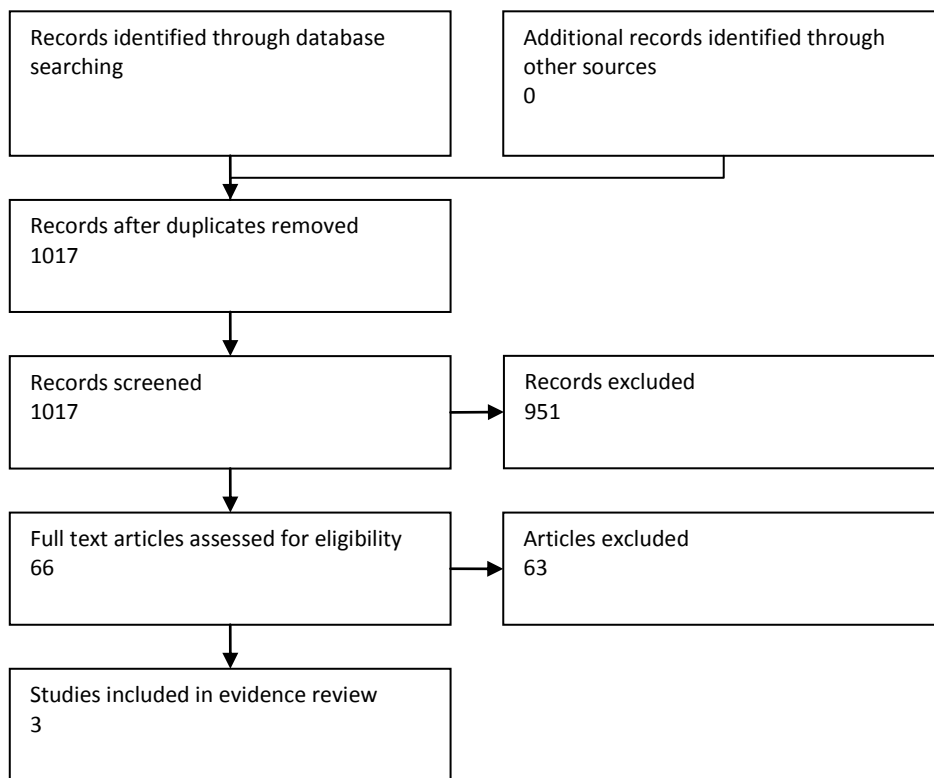 Records identified through database
searching
Additional records identified through
other sources
0
Records after duplicates removed
1017
Records screened
1017
Records excluded
951
Full text articles assessed for eligibility
66
Articles excluded
63
Studies included in evidence review
3